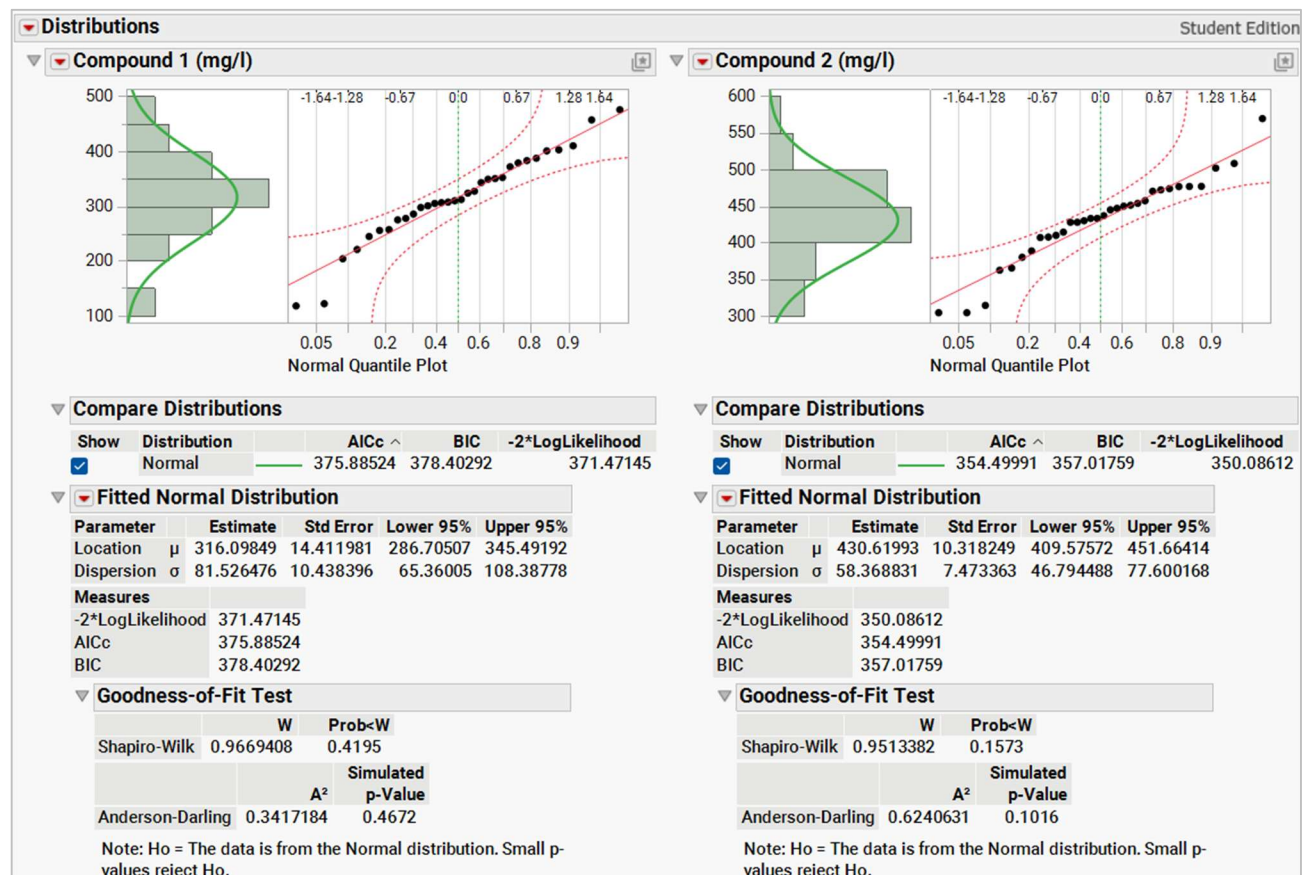 Distributions
Student Edition
Compound 1 (mg/l)
500
400
300
200
100
-1.64 -1.28 -0.67 0.0 0.67 1.28 1.64
0.05 0.2 0.4 0.6 0.8 0.9
Normal Quantile Plot
Compare Distributions
Show Distribution AICc BIC -2*LogLikelihood
Normal 375.88524 378.40292 371.47145
Fitted Normal Distribution
Parameter Estimate Std Error Lower 95% Upper 95%
Location μ 316.09849 14.411981 286.70507 345.49192
Dispersion σ 81.526476 10.438396 65.36005 108.38778
Measures
-2*LogLikelihood 371.47145
AICc 375.88524
BIC 378.40292
Goodness-of-Fit Test
W Prob<W
Shapiro-Wilk 0.9669408 0.4195
Simulated
A² p-Value
Anderson-Darling 0.3417184 0.4672
Note: Ho = The data is from the Normal distribution. Small p-
values reject Ho.
Compound 2 (mg/l)
600
550
500
450
400
350
300
-1.64 -1.28 -0.67 0.0 0.67 1.28 1.64
0.05 0.2 0.4 0.6 0.8 0.9
Normal Quantile Plot
Compare Distributions
Show Distribution AICc BIC -2*LogLikelihood
Normal 354.49991 357.01759 350.08612
Fitted Normal Distribution
Parameter Estimate Std Error Lower 95% Upper 95%
Location μ 430.61993 10.318249 409.57572 451.66414
Dispersion σ 58.368831 7.473363 46.794488 77.600168
Measures
-2*LogLikelihood 350.08612
AICc 354.49991
BIC 357.01759
Goodness-of-Fit Test
W Prob<W
Shapiro-Wilk 0.9513382 0.1573
Simulated
A² p-Value
Anderson-Darling 0.6240631 0.1016
Note: Ho = The data is from the Normal distribution. Small p-
values reject Ho.